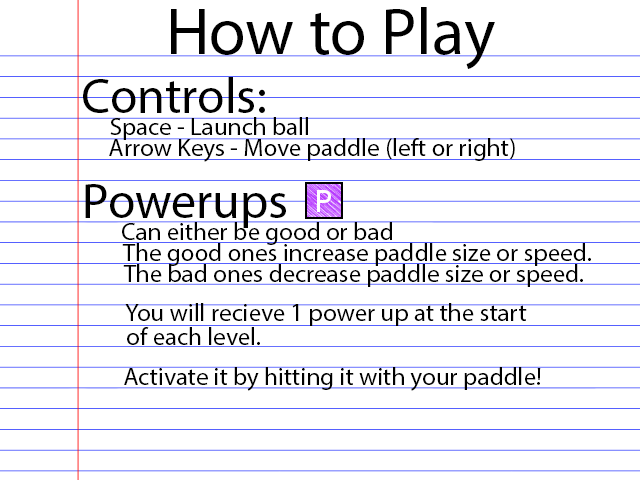 How to Play
Controls:
Space - Launch ball
Arrow Keys - Move paddle (left or right)
Powerups P
Can either be good or bad
The good ones increase paddle size or speed.
The bad ones decrease paddle size or speed.
You will recieve 1 power up at the start
of each level.
Activate it by hitting it with your paddle!